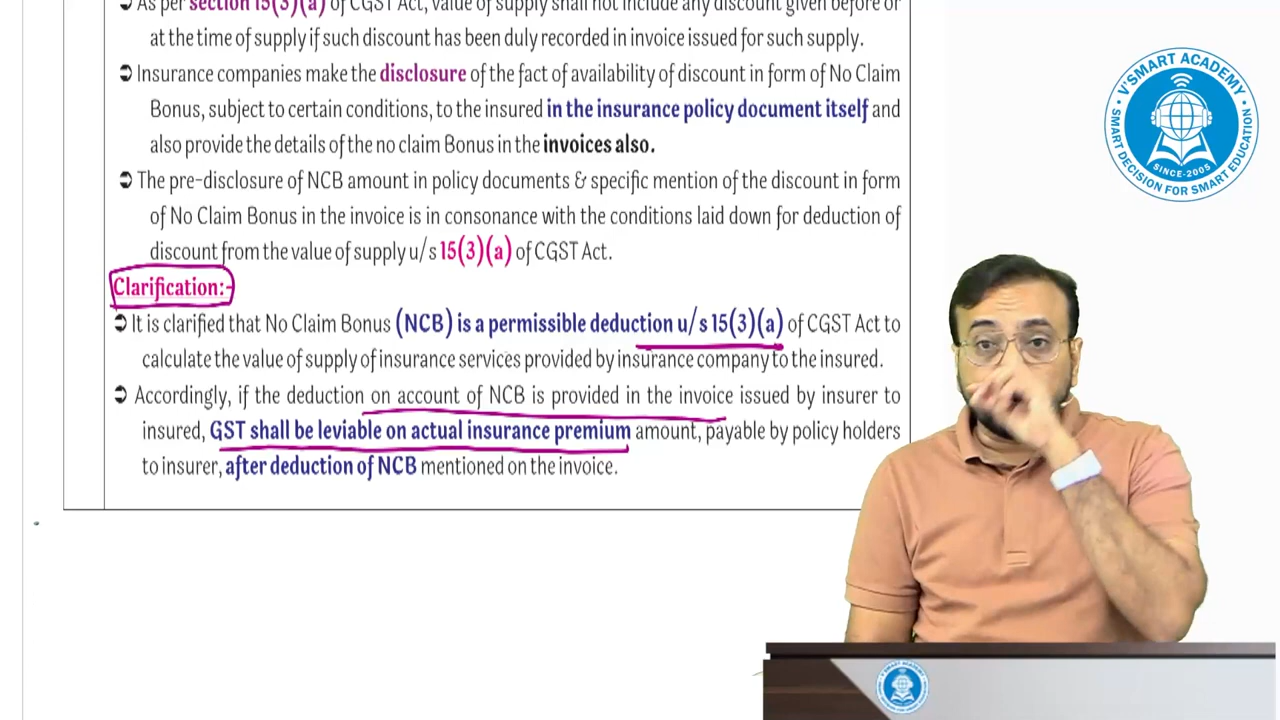 ➲ As per section 15(3)(a) of CGST Act, value of supply shall not include any discount given before or
at the time of supply if such discount has been duly recorded in invoice issued for such supply.
➲ Insurance companies make the disclosure of the fact of availability of discount in form of No Claim
Bonus, subject to certain conditions, to the insured in the insurance policy document itself and
also provide the details of the no claim Bonus in the invoices also.
➲ The pre-disclosure of NCB amount in policy documents & specific mention of the discount in form
of No Claim Bonus in the invoice is in consonance with the conditions laid down for deduction of
discount from the value of supply u/s 15(3)(a) of CGST Act.
Clarification:-
➲ It is clarified that No Claim Bonus (NCB) is a permissible deduction u/s 15(3)(a) of CGST Act to
calculate the value of supply of insurance services provided by insurance company to the insured.
➲ Accordingly, if the deduction on account of NCB is provided in the invoice issued by insurer to
insured, GST shall be leviable on actual insurance premium amount, payable by policy holders
to insurer, after deduction of NCB mentioned on the invoice.
V'SMART ACADEMY
SINCE-2005
SMART DECISION FOR SMART EDUCATION